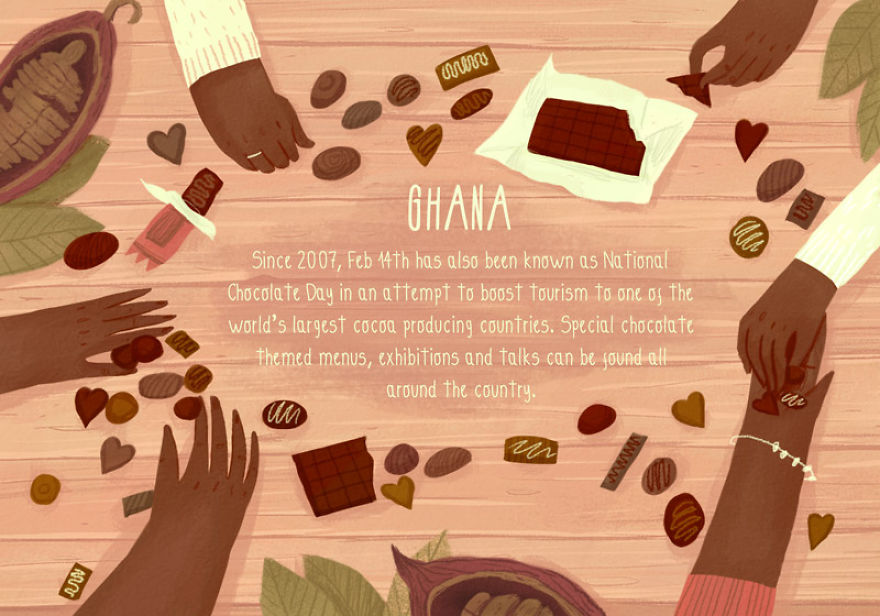 GHANA
Since 2007, Feb 14th has also been known as National
Chocolate Day in an attempt to boost tourism to one of the
world's largest cocoa producing countries. Special chocolate
themed menus, exhibitions and talks can be found all
around the country.